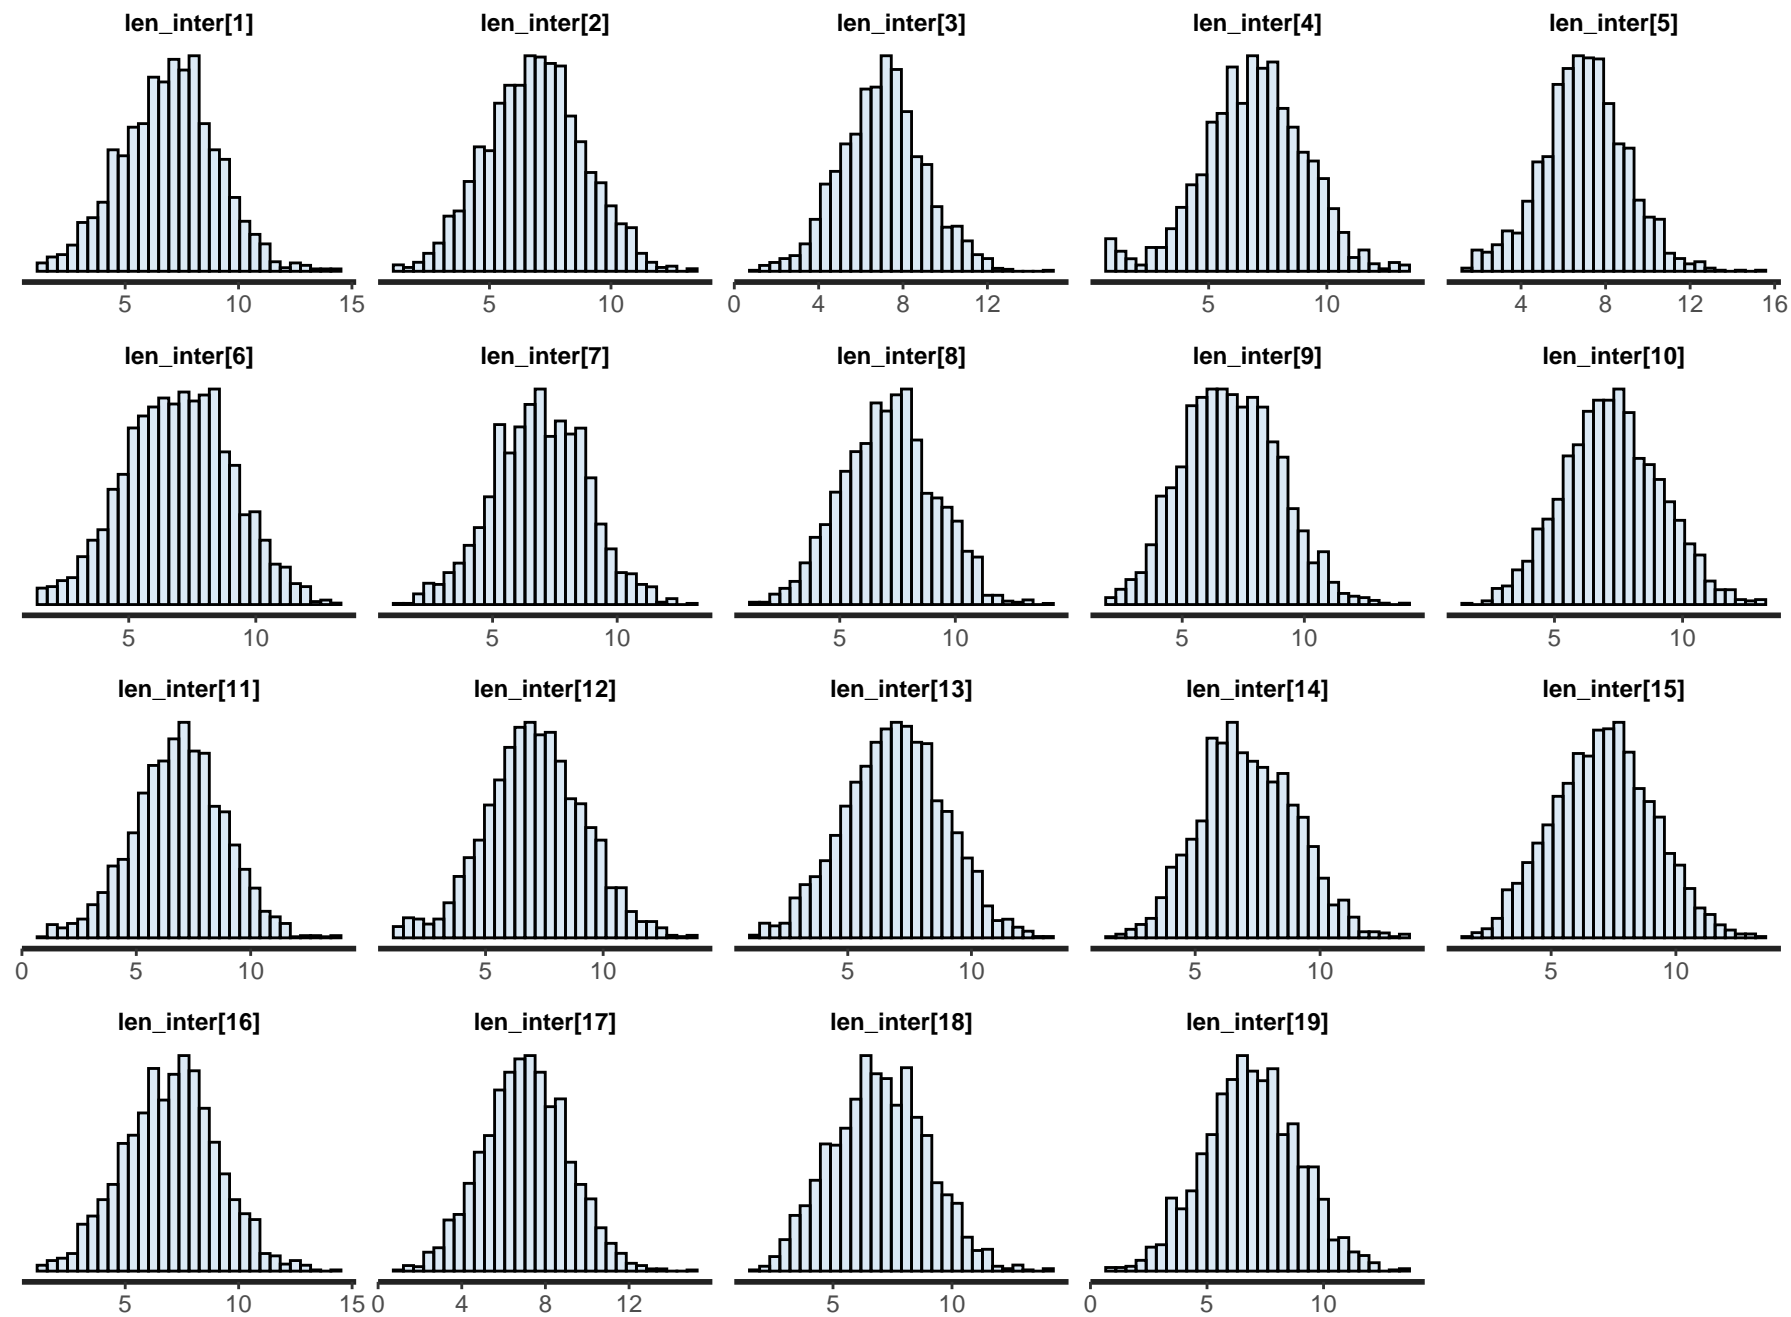 len_inter[1] len_inter[2] len_inter[3] len_inter[4] len_inter[5]
5 10 15 5 10 0 4 8 12 5 10 4 8 12 16
len_inter[6] len_inter[7] len_inter[8] len_inter[9] len_inter[10]
5 10 5 10 5 10 5 10 5 10
len_inter[11] len_inter[12] len_inter[13] len_inter[14] len_inter[15]
0 5 10 5 10 5 10 5 10 5 10
len_inter[16] len_inter[17] len_inter[18] len_inter[19]
5 10 15 0 4 8 12 5 10 0 5 10